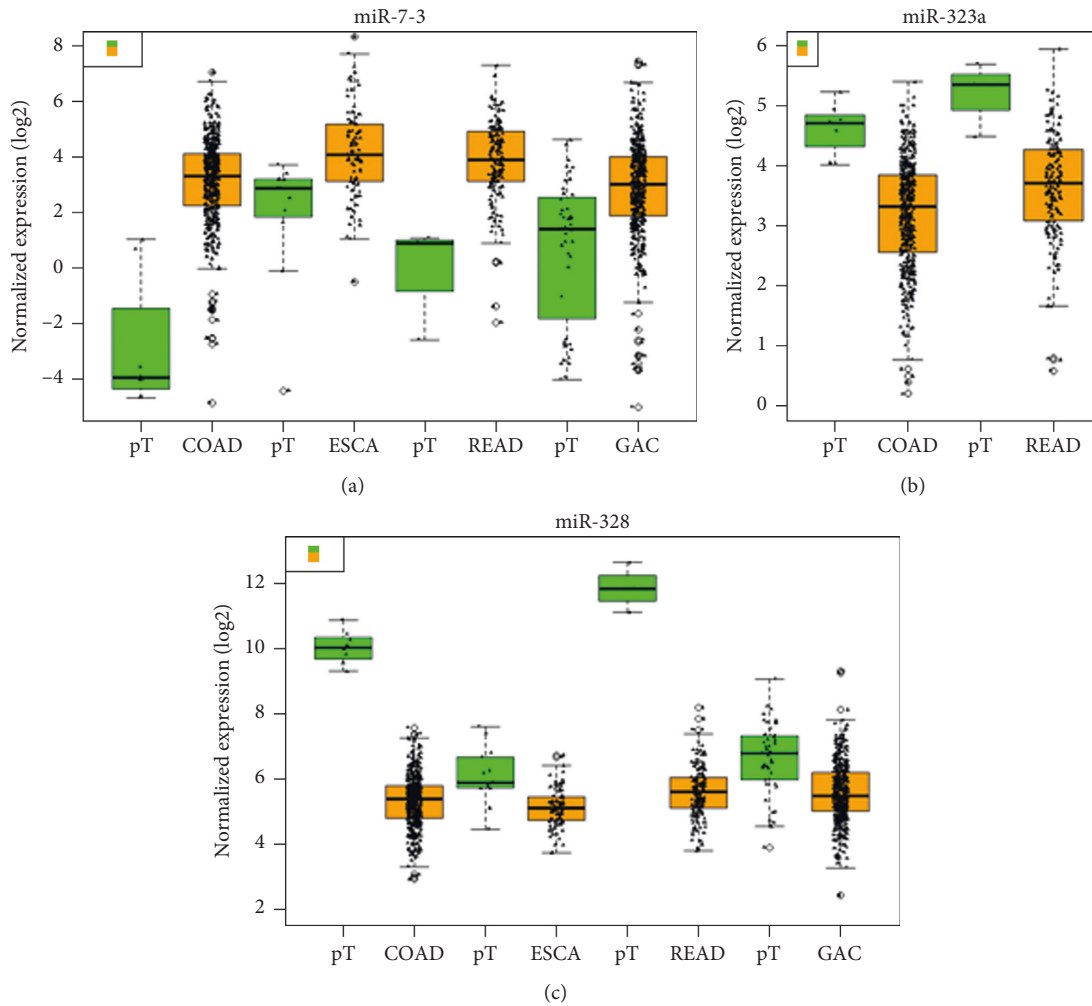 miR-7-3
Normalized expression (log2)
8
6
4
2
0
−2
−4
pT COAD pT ESCA pT READ pT GAC
(a)
miR-323a
Normalized expression (log2)
6
5
4
3
2
1
0
pT COAD pT READ
(b)
miR-328
Normalized expression (log2)
12
10
8
6
4
2
pT COAD pT ESCA pT READ pT GAC
(c)